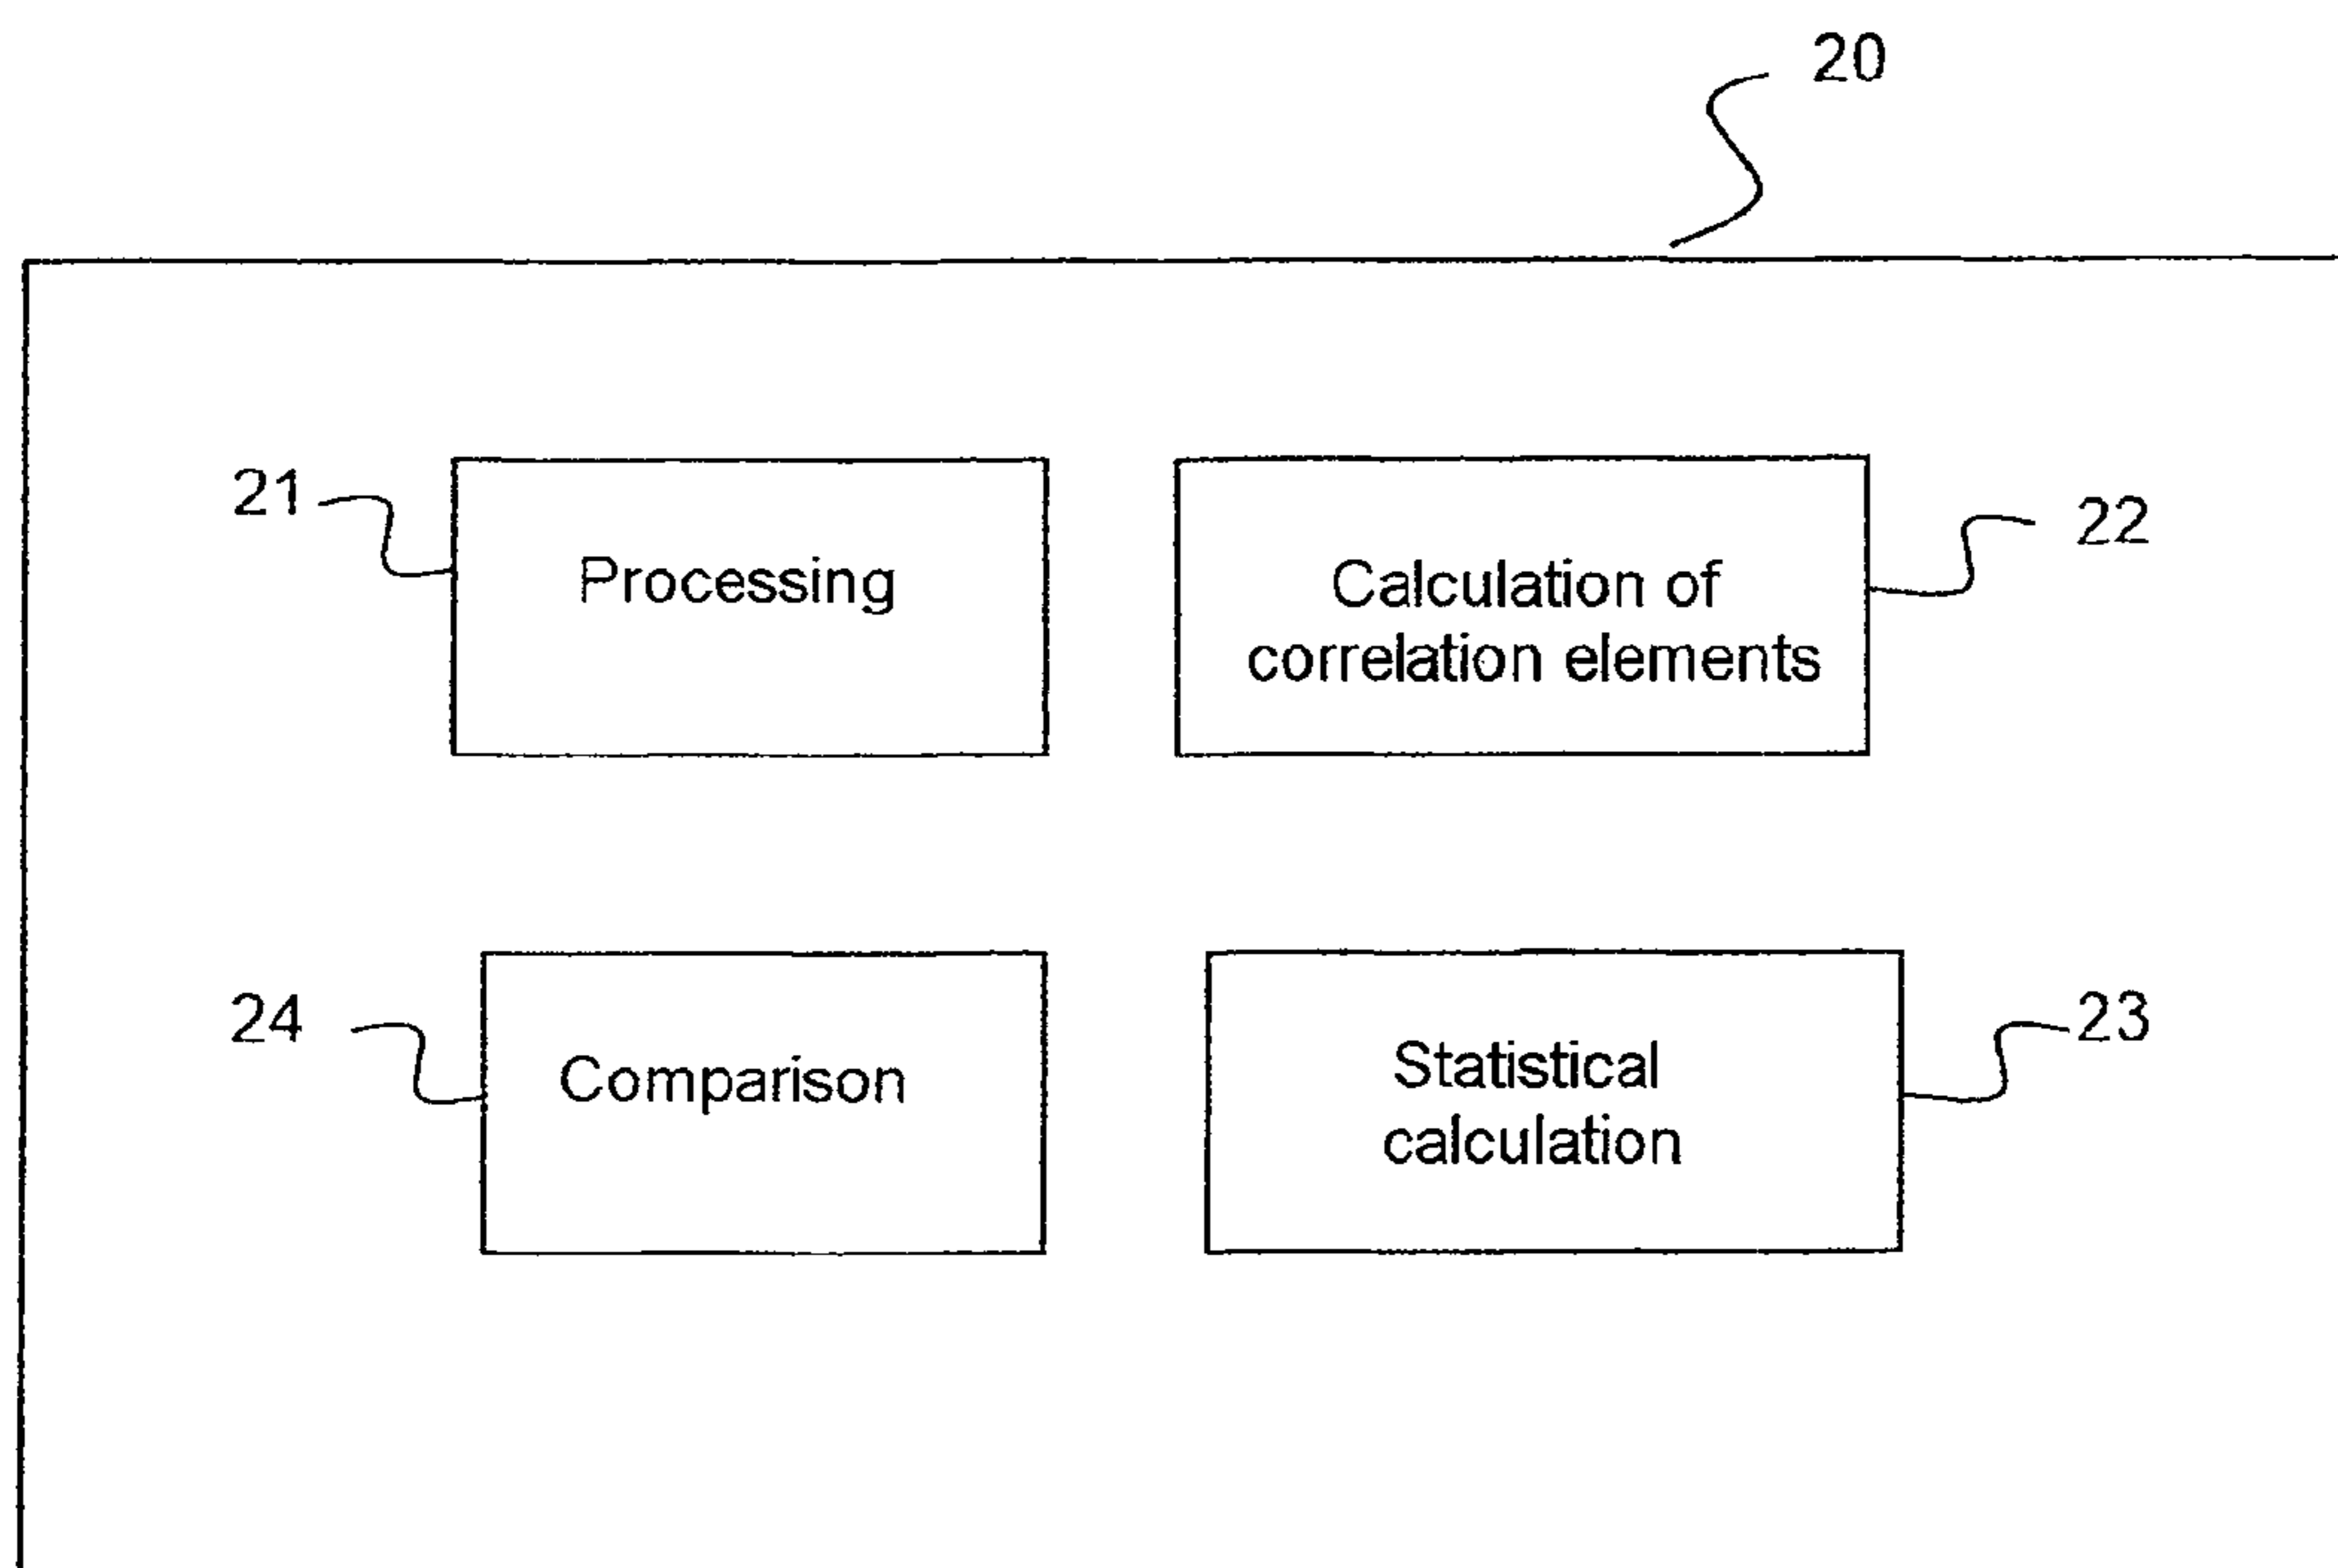 20
21
Processing
Calculation of
correlation elements
22
24
Comparison
Statistical
calculation
23